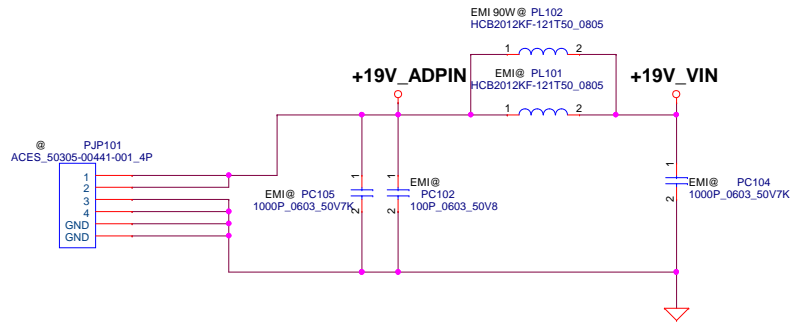 EMI 90W@ PL102
HCB2012KF-121T50_0805
1 2
EMI@ PL101
HCB2012KF-121T50_0805
1 2
+19V_ADPIN
+19V_VIN
@ PJP101
ACES_50305-00441-001_4P
1
2
3
4
GND
GND
EMI@ PC105
1000P_0603_50V7K
1
2
EMI@
PC102
100P_0603_50V8
1
2
EMI@ PC104
1000P_0603_50V7K
1
2